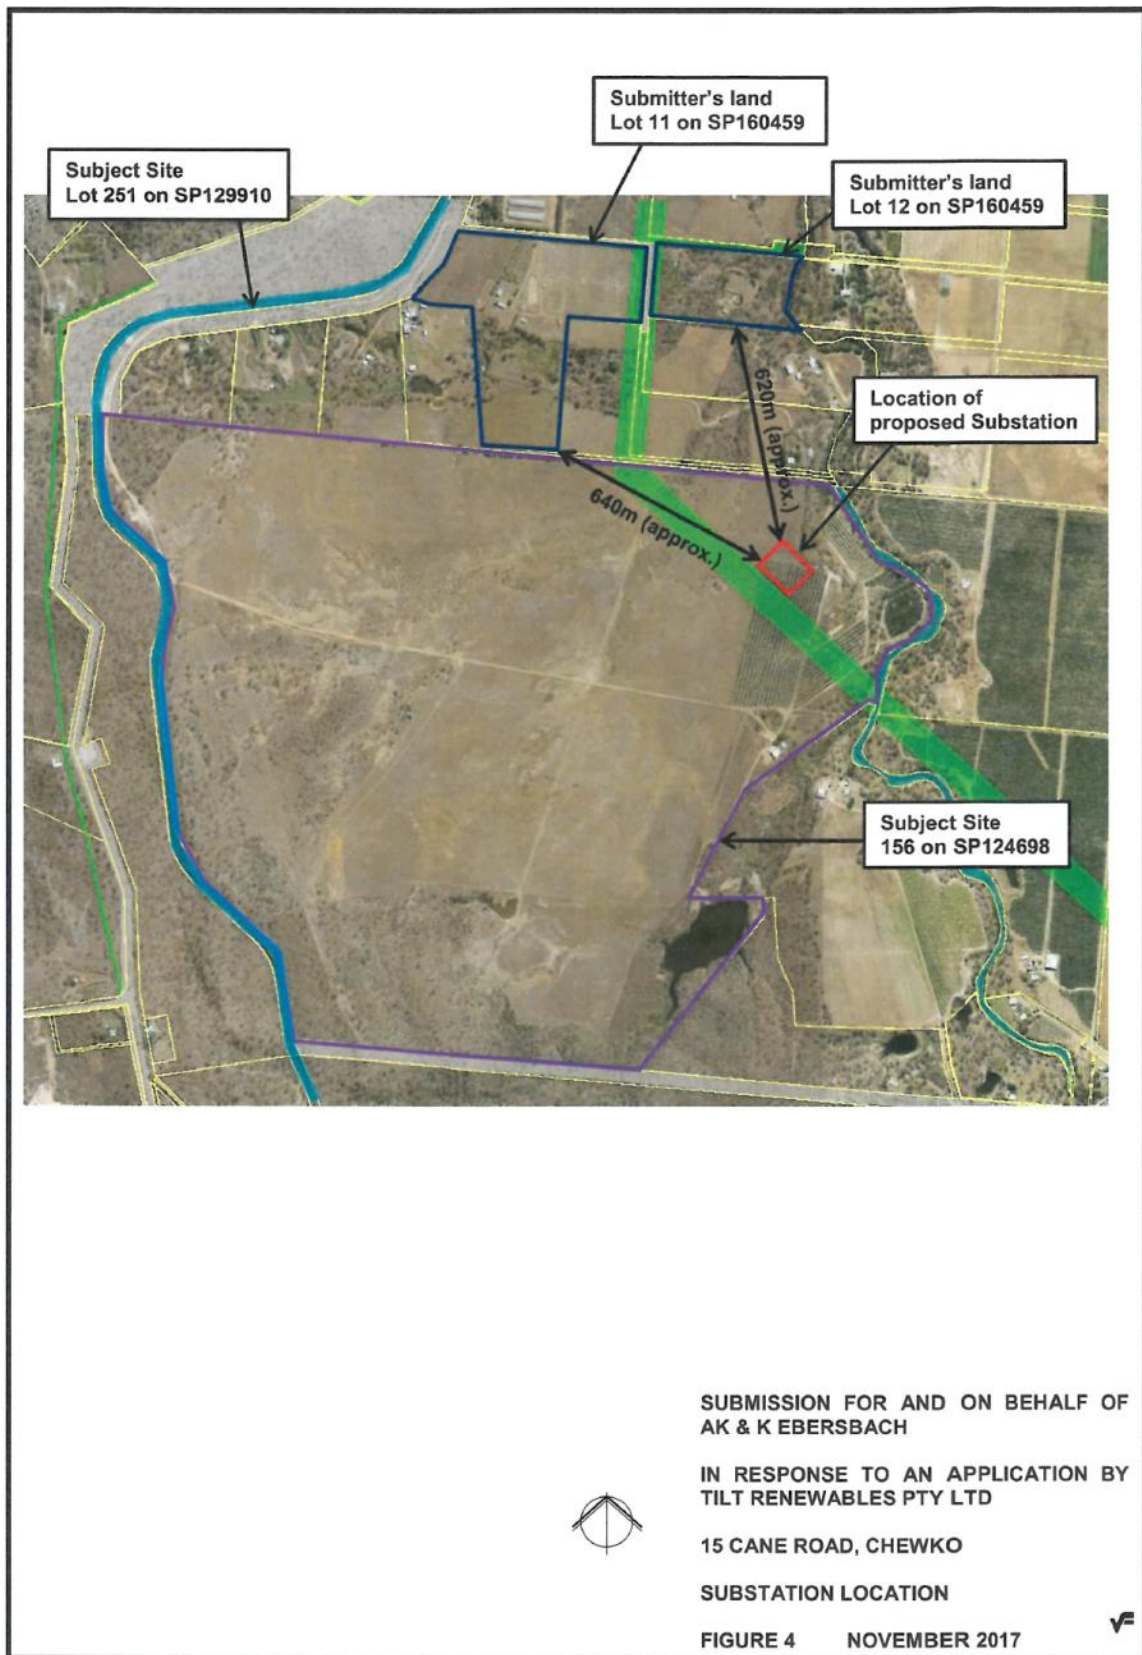 Submitter's land
Lot 11 on SP160459
Subject Site
Lot 251 on SP129910
Submitter's land
Lot 12 on SP160459
620m (approx.)
Location of
proposed Substation
640m (approx.)
Subject Site
156 on SP124698
SUBMISSION FOR AND ON BEHALF OF
AK & K EBERSBACH
IN RESPONSE TO AN APPLICATION BY
TILT RENEWABLES PTY LTD
15 CANE ROAD, CHEWKO
SUBSTATION LOCATION
FIGURE 4 NOVEMBER 2017